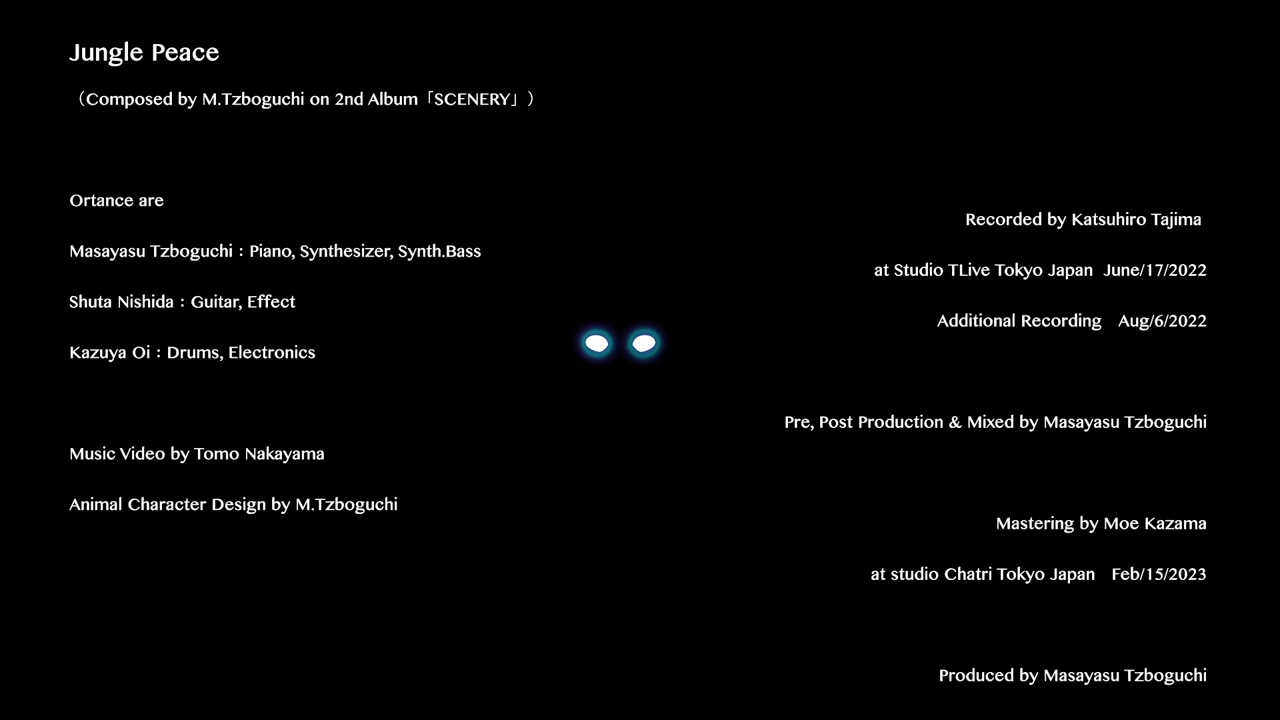 Jungle Peace
（Composed by M.Tzboguchi on 2nd Album「SCENERY」）
Ortance are
Masayasu Tzboguchi : Piano, Synthesizer, Synth.Bass
Shuta Nishida : Guitar, Effect
Kazuya Oi : Drums, Electronics
Music Video by Tomo Nakayama
Animal Character Design by M.Tzboguchi
Recorded by Katsuhiro Tajima
at Studio TLive Tokyo Japan June/17/2022
Additional Recording Aug/6/2022
Pre, Post Production & Mixed by Masayasu Tzboguchi
Mastering by Moe Kazama
at studio Chatri Tokyo Japan Feb/15/2023
Produced by Masayasu Tzboguchi